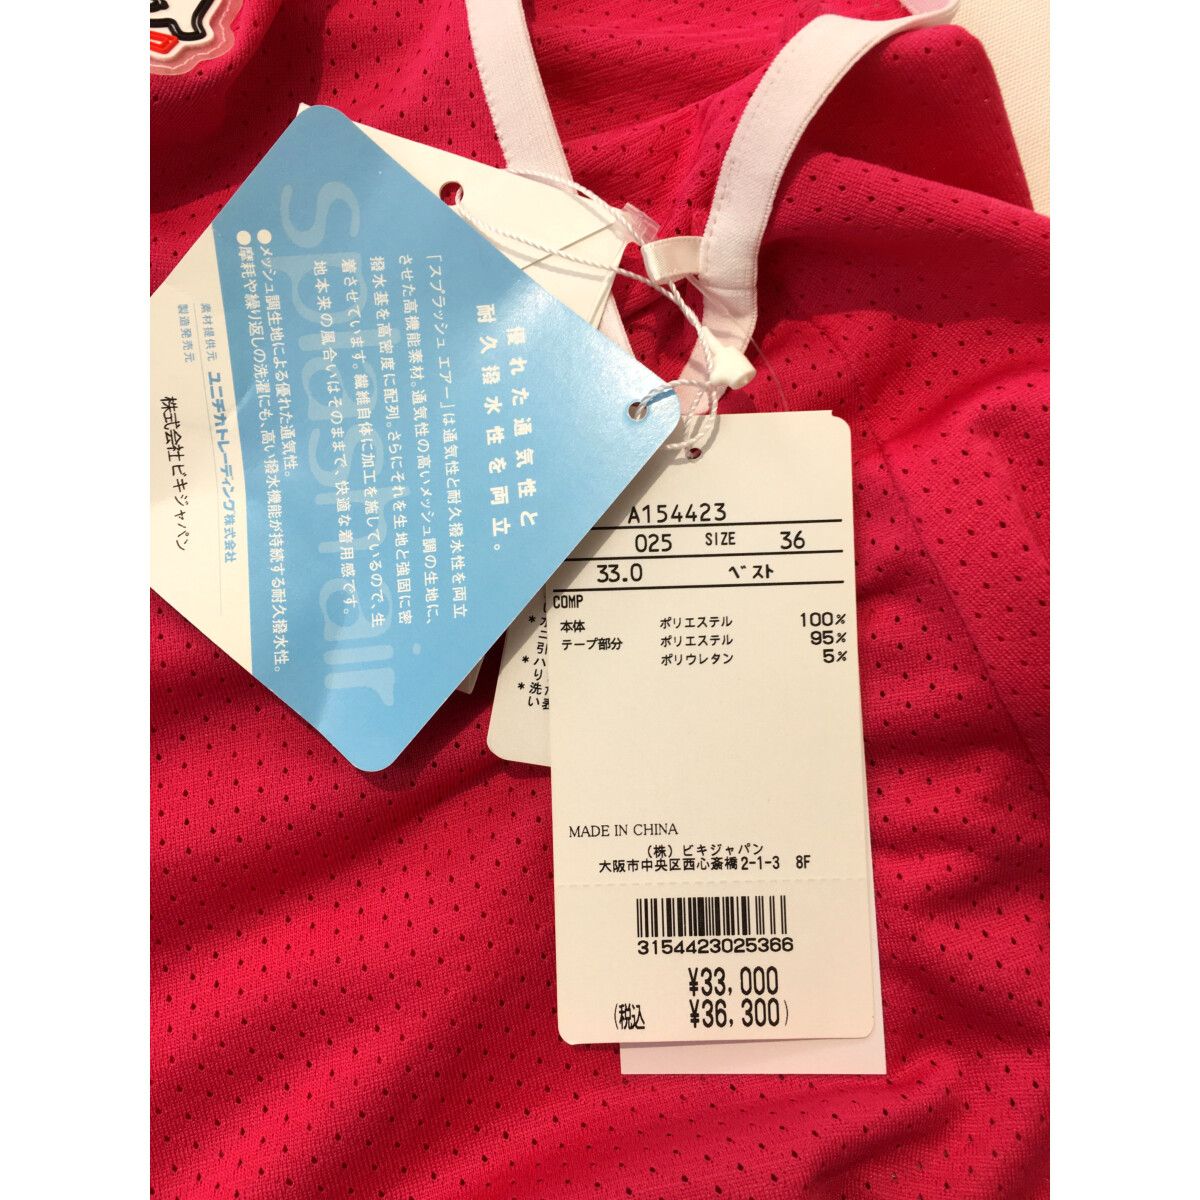 splash air
優れた通気性と
耐久撥水性を両立。
「スプラッシュ エアー」は通気性と耐久撥水性を両立
させた高機能素材。通気性の高いメッシュ調の生地に、
撥水基を高密度に配列。さらにそれを生地と強固に密
着させています。繊維自体に加工を施しているので、生
地本来の風合いはそのままで、快適な着用感です。
●メッシュ調生地による優れた通気性。
●摩耗や繰り返しの洗濯にも、高い撥水機能が持続する耐久撥水性。
素材提供元 ユニチカトレーディング株式会社
製造発売元
株式会社ビキジャパン
A154423
025 SIZE 36
33.0 ベスト
COMP
本体 ポリエステル 100%
テープ部分 ポリエステル 95%
ポリウレタン 5%
MADE IN CHINA
(株)ビキジャパン
大阪市中央区西心斎橋2-1-3 8F
3154423025366
¥33,000
(税込 ¥36,300)